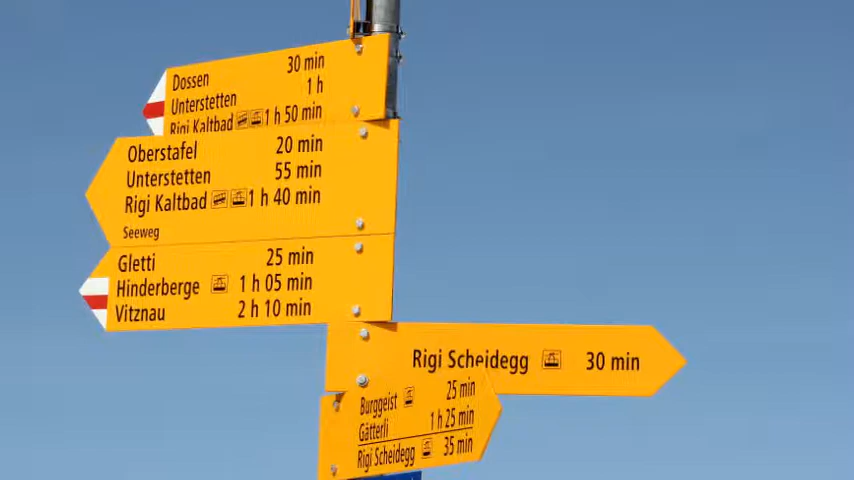 Dossen 30 min
Unterstetten 1 h
Rigi Kaltbad 1 h 50 min
Oberstafel 20 min
Unterstetten 55 min
Rigi Kaltbad 1 h 40 min
Seeweg
Gletti 25 min
Hinderberge 1 h 05 min
Vitznau 2 h 10 min
Rigi Scheidegg 30 min
Burggeist 25 min
Gätterli 1 h 25 min
Rigi Scheidegg 35 min